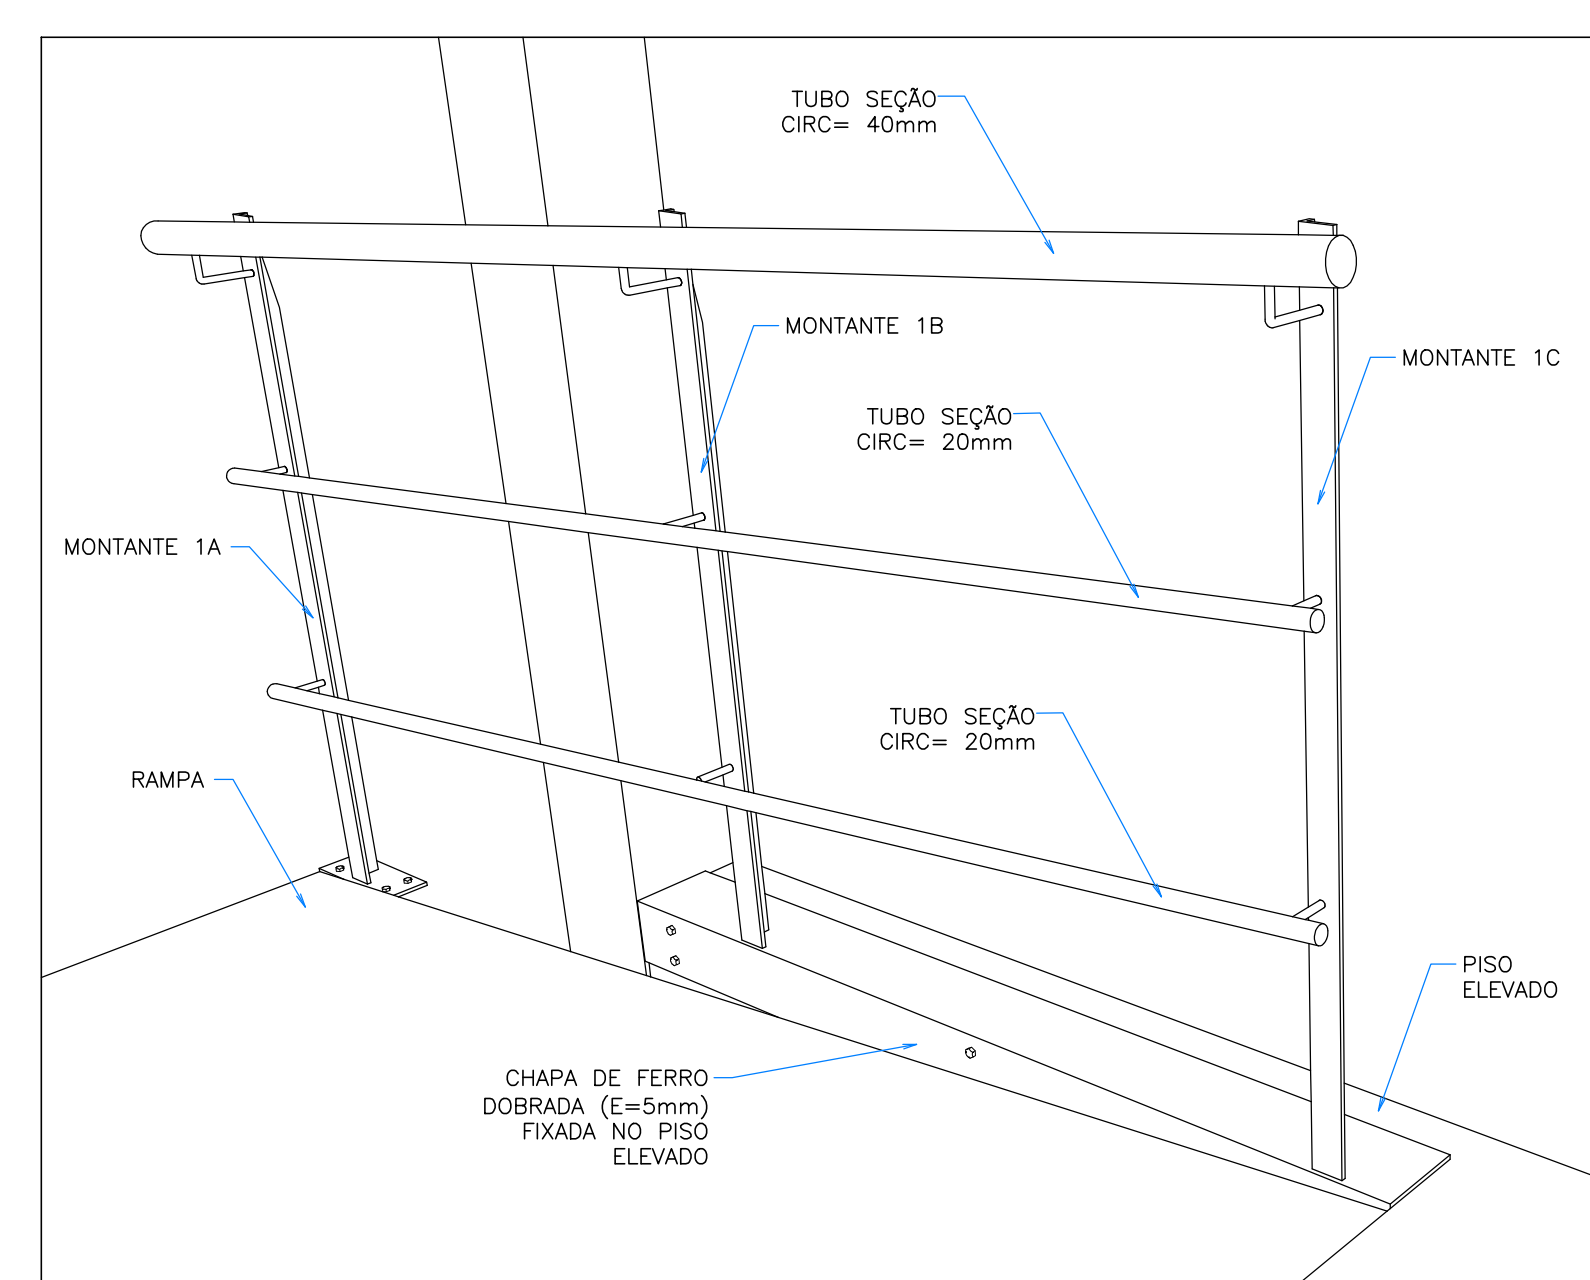 TUBO SEÇÃO
CIRC= 40mm
MONTANTE 1B
MONTANTE 1C
TUBO SEÇÃO
CIRC= 20mm
MONTANTE 1A
TUBO SEÇÃO
CIRC= 20mm
RAMPA
PISO
ELEVADO
CHAPA DE FERRO
DOBRADA (E=5mm)
FIXADA NO PISO
ELEVADO